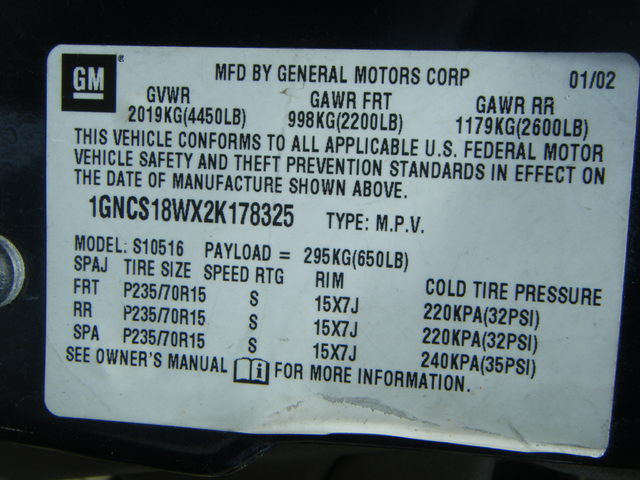 GM ®
MFD BY GENERAL MOTORS CORP 01/02
GVWR GAWR FRT GAWR RR
2019KG(4450LB) 998KG(2200LB) 1179KG(2600LB)
THIS VEHICLE CONFORMS TO ALL APPLICABLE U.S. FEDERAL MOTOR
VEHICLE SAFETY AND THEFT PREVENTION STANDARDS IN EFFECT ON
THE DATE OF MANUFACTURE SHOWN ABOVE.
1GNCS18WX2K178325 TYPE: M.P.V.
MODEL: S10516 PAYLOAD = 295KG(650LB)
SPAJ TIRE SIZE SPEED RTG RIM COLD TIRE PRESSURE
FRT P235/70R15 S 15X7J 220KPA(32PSI)
RR P235/70R15 S 15X7J 220KPA(32PSI)
SPA P235/70R15 S 15X7J 240KPA(35PSI)
SEE OWNER'S MANUAL i FOR MORE INFORMATION.